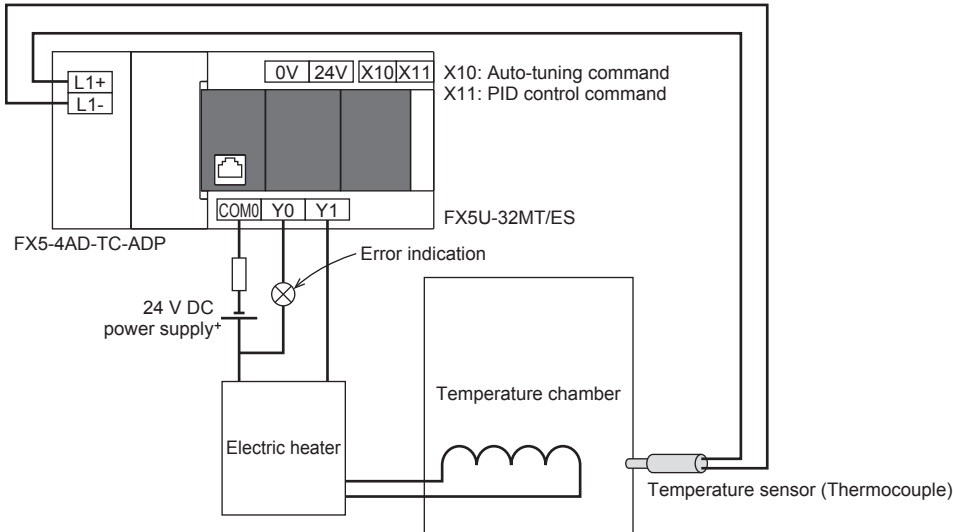 L1+
L1-
0V 24V X10 X11
X10: Auto-tuning command
X11: PID control command
COM0 Y0 Y1
FX5U-32MT/ES
FX5-4AD-TC-ADP
Error indication
24 V DC
power supply+
Temperature chamber
Electric heater
Temperature sensor (Thermocouple)